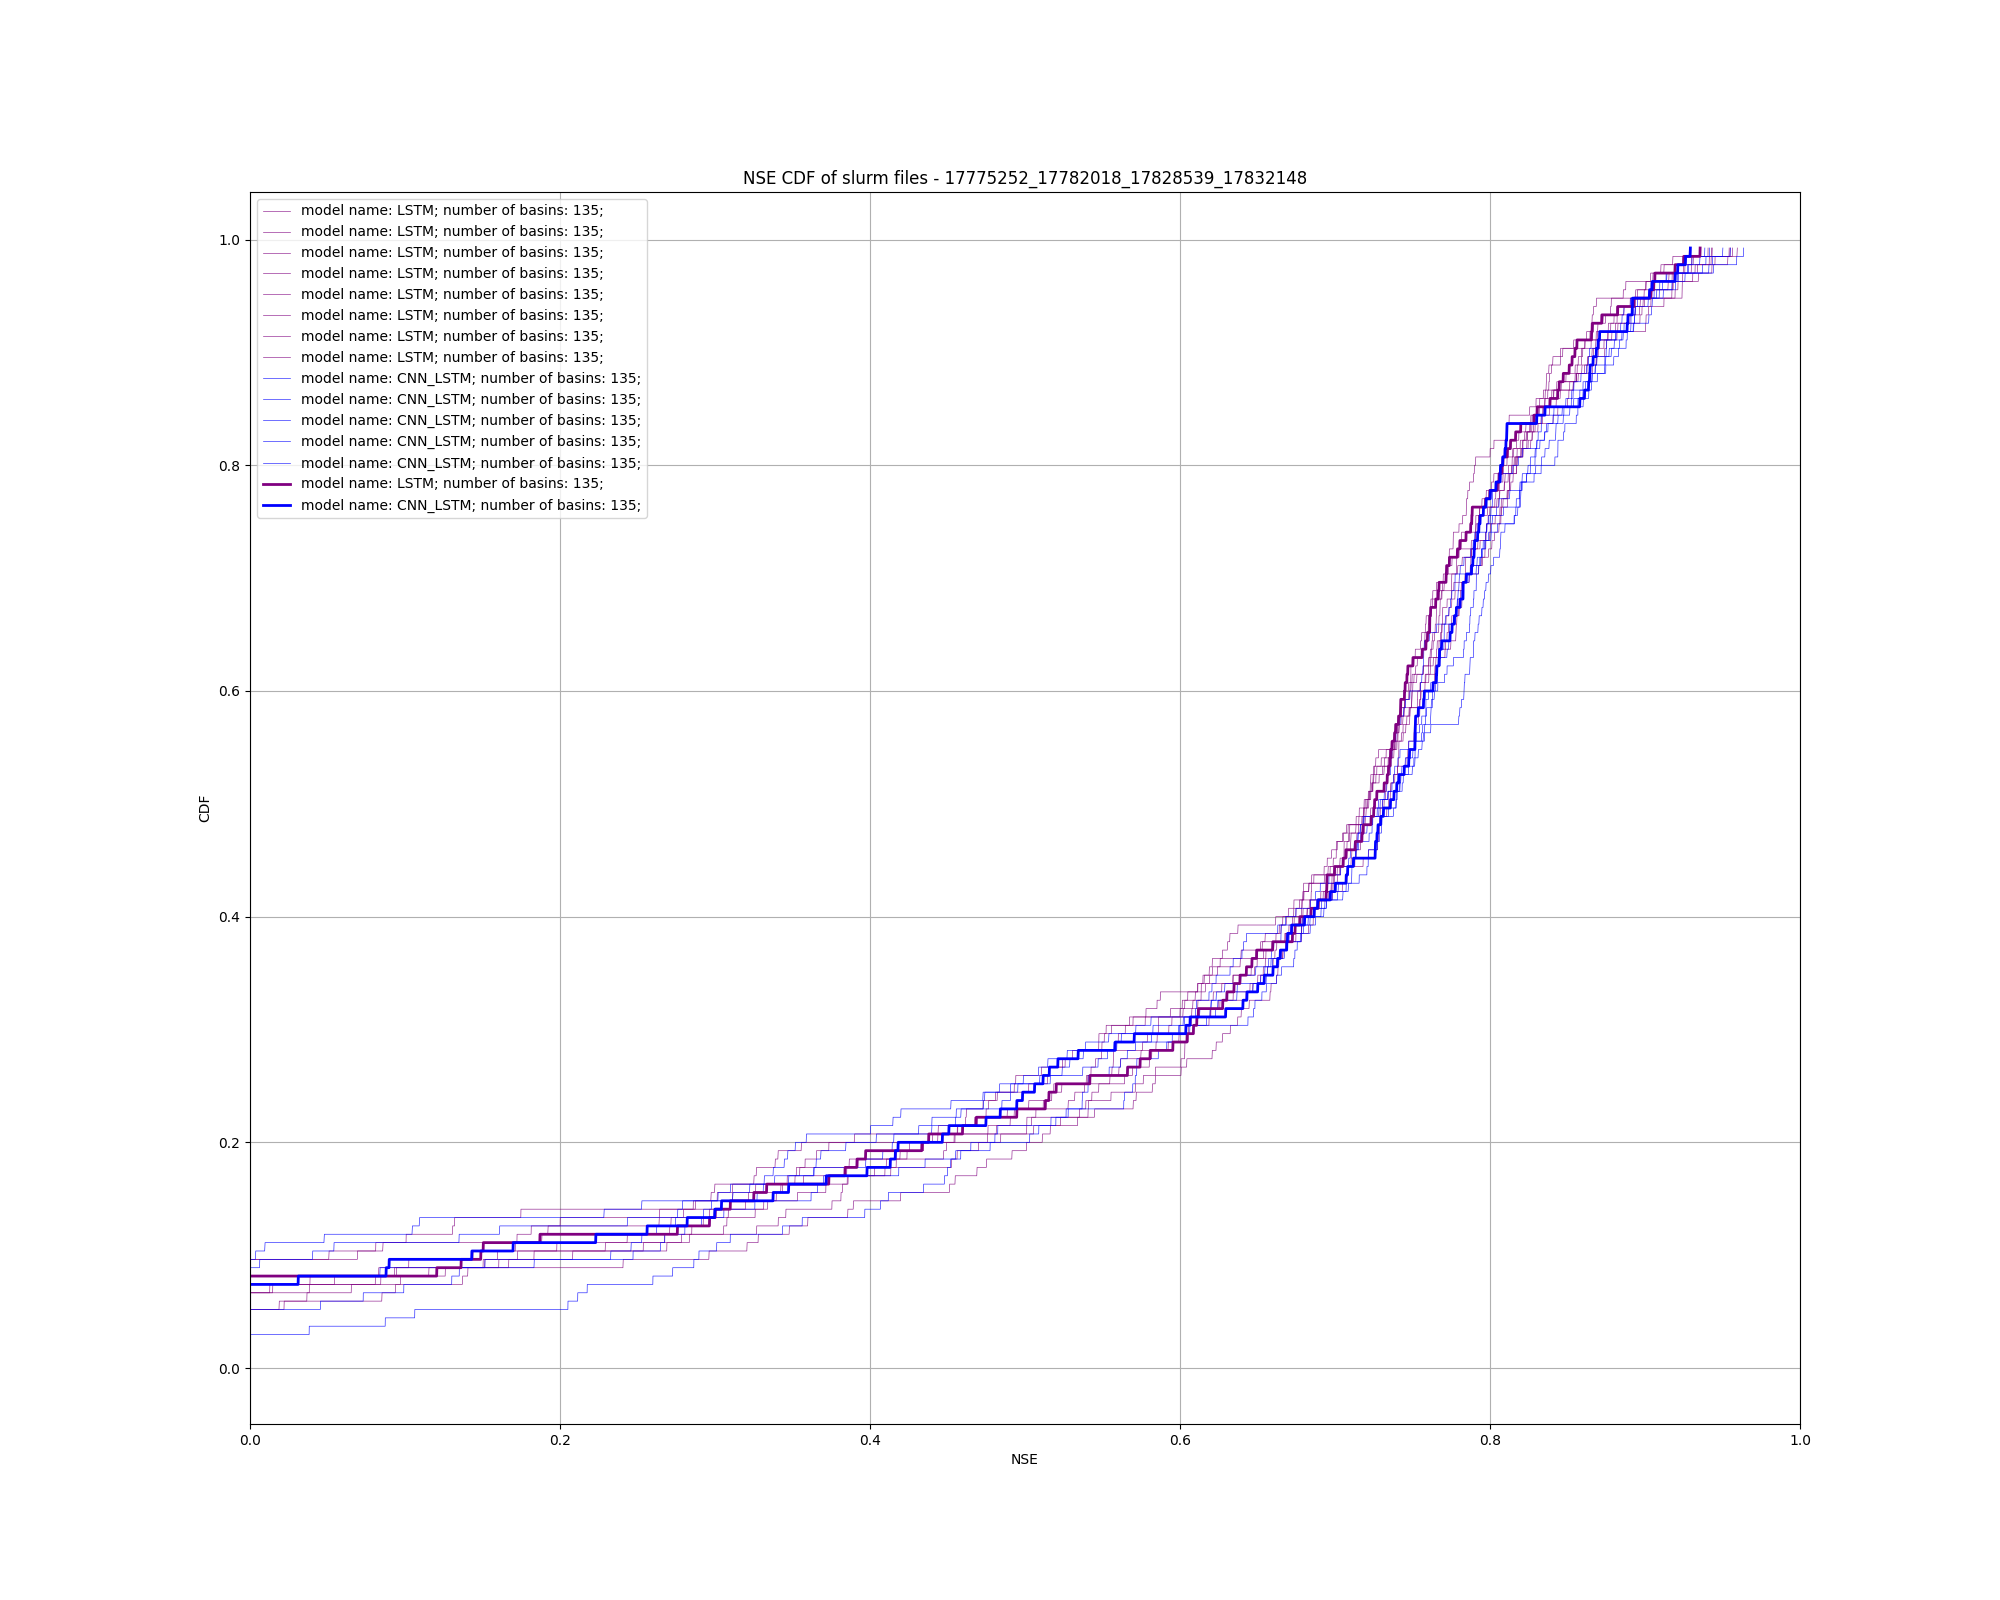 NSE CDF of slurm files - 17775252_17782018_17828539_17832148
model name: LSTM; number of basins: 135;
model name: LSTM; number of basins: 135;
model name: LSTM; number of basins: 135;
model name: LSTM; number of basins: 135;
model name: LSTM; number of basins: 135;
model name: LSTM; number of basins: 135;
model name: LSTM; number of basins: 135;
model name: LSTM; number of basins: 135;
model name: CNN_LSTM; number of basins: 135;
model name: CNN_LSTM; number of basins: 135;
model name: CNN_LSTM; number of basins: 135;
model name: CNN_LSTM; number of basins: 135;
model name: CNN_LSTM; number of basins: 135;
model name: LSTM; number of basins: 135;
model name: CNN_LSTM; number of basins: 135;
1.0
0.8
0.6
0.4
0.2
0.0
CDF
0.0 0.2 0.4 0.6 0.8 1.0
NSE